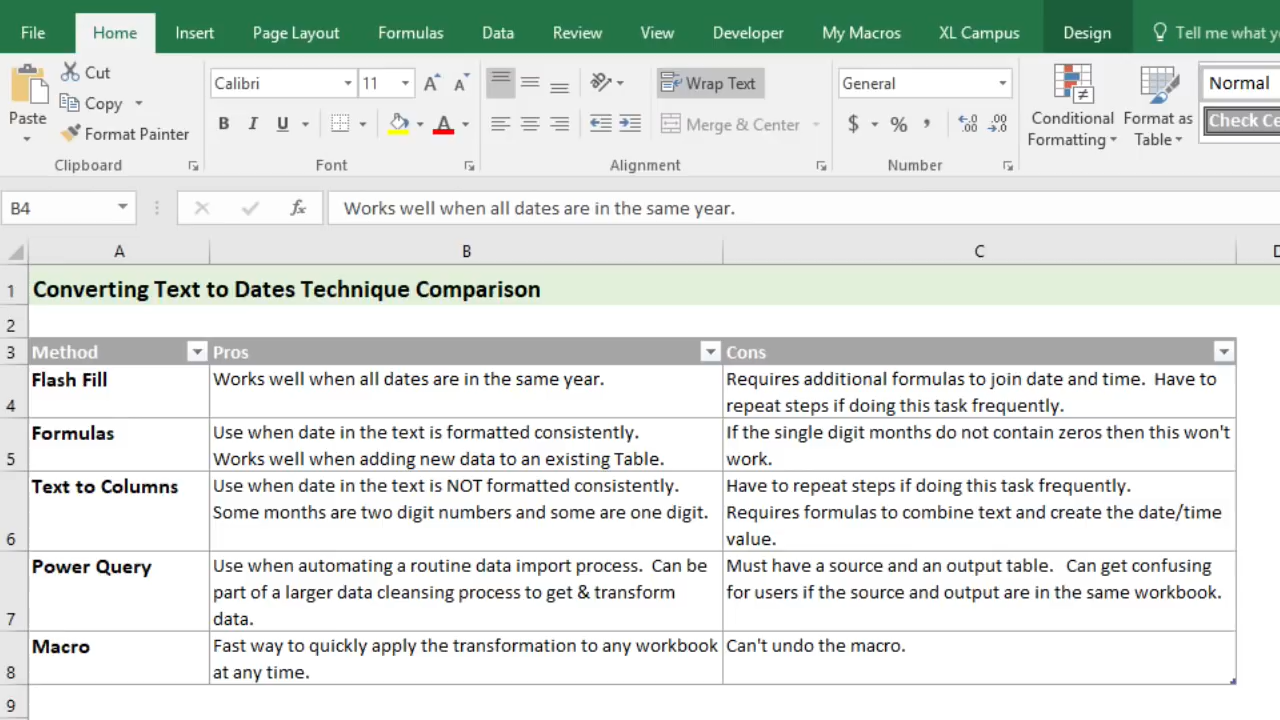 File Home Insert Page Layout Formulas Data Review View Developer My Macros XL Campus Design Tell me what
Cut
Copy
Format Painter
Paste
Clipboard
Calibri 11
B I U
Font
Wrap Text
Merge & Center
Alignment
General
$ % ,
Number
Conditional
Formatting
Format as
Table
Normal
Check
B4 fx Works well when all dates are in the same year.
A B C
1 Converting Text to Dates Technique Comparison
2
3 Method Pros Cons
4 Flash Fill
Works well when all dates are in the same year.
Requires additional formulas to join date and time. Have to
repeat steps if doing this task frequently.
5 Formulas
Use when date in the text is formatted consistently.
Works well when adding new data to an existing Table.
If the single digit months do not contain zeros then this won't
work.
6 Text to Columns
Use when date in the text is NOT formatted consistently.
Some months are two digit numbers and some are one digit.
Have to repeat steps if doing this task frequently.
Requires formulas to combine text and create the date/time
value.
7 Power Query
Use when automating a routine data import process. Can be
part of a larger data cleansing process to get & transform
data.
Must have a source and an output table. Can get confusing
for users if the source and output are in the same workbook.
8 Macro
Fast way to quickly apply the transformation to any workbook
at any time.
Can't undo the macro.
9